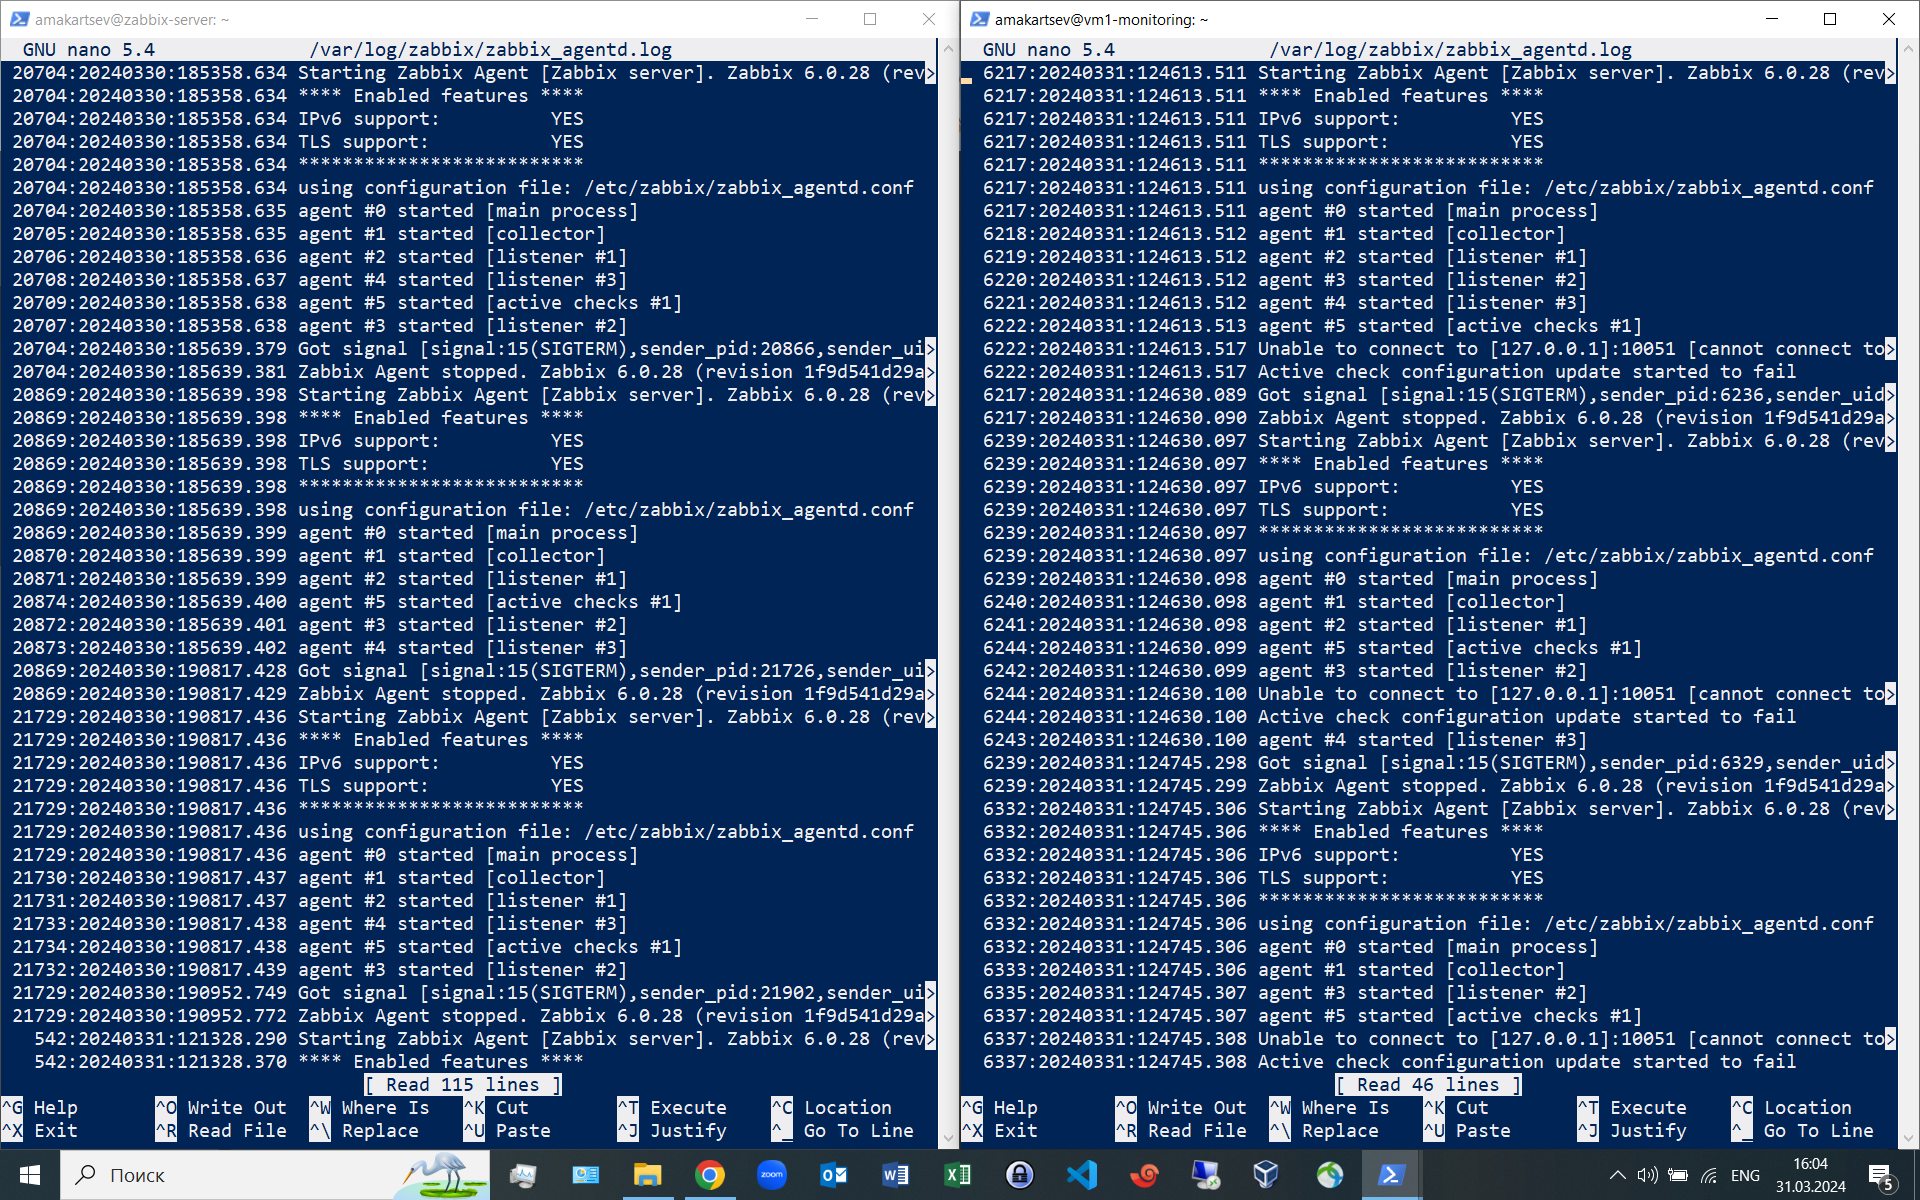 amakartsev@zabbix-server: ~
GNU nano 5.4 /var/log/zabbix/zabbix_agentd.log
20704:20240330:185358.634 Starting Zabbix Agent [Zabbix server]. Zabbix 6.0.28 (rev>
20704:20240330:185358.634 **** Enabled features ****
20704:20240330:185358.634 IPv6 support: YES
20704:20240330:185358.634 TLS support: YES
20704:20240330:185358.634 **************************
20704:20240330:185358.634 using configuration file: /etc/zabbix/zabbix_agentd.conf
20704:20240330:185358.635 agent #0 started [main process]
20705:20240330:185358.635 agent #1 started [collector]
20706:20240330:185358.636 agent #2 started [listener #1]
20708:20240330:185358.637 agent #4 started [listener #3]
20709:20240330:185358.638 agent #5 started [active checks #1]
20707:20240330:185358.638 agent #3 started [listener #2]
20704:20240330:185639.379 Got signal [signal:15(SIGTERM),sender_pid:20866,sender_ui>
20704:20240330:185639.381 Zabbix Agent stopped. Zabbix 6.0.28 (revision 1f9d541d29a>
20869:20240330:185639.398 Starting Zabbix Agent [Zabbix server]. Zabbix 6.0.28 (rev>
20869:20240330:185639.398 **** Enabled features ****
20869:20240330:185639.398 IPv6 support: YES
20869:20240330:185639.398 TLS support: YES
20869:20240330:185639.398 **************************
20869:20240330:185639.398 using configuration file: /etc/zabbix/zabbix_agentd.conf
20869:20240330:185639.399 agent #0 started [main process]
20870:20240330:185639.399 agent #1 started [collector]
20871:20240330:185639.399 agent #2 started [listener #1]
20874:20240330:185639.400 agent #5 started [active checks #1]
20872:20240330:185639.401 agent #3 started [listener #2]
20873:20240330:185639.402 agent #4 started [listener #3]
20869:20240330:190817.428 Got signal [signal:15(SIGTERM),sender_pid:21726,sender_ui>
20869:20240330:190817.429 Zabbix Agent stopped. Zabbix 6.0.28 (revision 1f9d541d29a>
21729:20240330:190817.436 Starting Zabbix Agent [Zabbix server]. Zabbix 6.0.28 (rev>
21729:20240330:190817.436 **** Enabled features ****
21729:20240330:190817.436 IPv6 support: YES
21729:20240330:190817.436 TLS support: YES
21729:20240330:190817.436 **************************
21729:20240330:190817.436 using configuration file: /etc/zabbix/zabbix_agentd.conf
21729:20240330:190817.436 agent #0 started [main process]
21730:20240330:190817.437 agent #1 started [collector]
21731:20240330:190817.437 agent #2 started [listener #1]
21733:20240330:190817.438 agent #4 started [listener #3]
21734:20240330:190817.438 agent #5 started [active checks #1]
21732:20240330:190817.439 agent #3 started [listener #2]
21729:20240330:190952.749 Got signal [signal:15(SIGTERM),sender_pid:21902,sender_ui>
21729:20240330:190952.772 Zabbix Agent stopped. Zabbix 6.0.28 (revision 1f9d541d29a>
542:20240331:121328.290 Starting Zabbix Agent [Zabbix server]. Zabbix 6.0.28 (rev>
542:20240331:121328.370 **** Enabled features ****
[ Read 115 lines ]
^G Help ^O Write Out ^W Where Is ^K Cut ^T Execute ^C Location
^X Exit ^R Read File ^\ Replace ^U Paste ^J Justify ^_ Go To Line
amakartsev@vm1-monitoring: ~
GNU nano 5.4 /var/log/zabbix/zabbix_agentd.log
6217:20240331:124613.511 Starting Zabbix Agent [Zabbix server]. Zabbix 6.0.28 (rev>
6217:20240331:124613.511 **** Enabled features ****
6217:20240331:124613.511 IPv6 support: YES
6217:20240331:124613.511 TLS support: YES
6217:20240331:124613.511 **************************
6217:20240331:124613.511 using configuration file: /etc/zabbix/zabbix_agentd.conf
6217:20240331:124613.511 agent #0 started [main process]
6218:20240331:124613.512 agent #1 started [collector]
6219:20240331:124613.512 agent #2 started [listener #1]
6220:20240331:124613.512 agent #3 started [listener #2]
6221:20240331:124613.512 agent #4 started [listener #3]
6222:20240331:124613.513 agent #5 started [active checks #1]
6222:20240331:124613.517 Unable to connect to [127.0.0.1]:10051 [cannot connect to>
6222:20240331:124613.517 Active check configuration update started to fail
6217:20240331:124630.089 Got signal [signal:15(SIGTERM),sender_pid:6236,sender_uid>
6217:20240331:124630.090 Zabbix Agent stopped. Zabbix 6.0.28 (revision 1f9d541d29a>
6239:20240331:124630.097 Starting Zabbix Agent [Zabbix server]. Zabbix 6.0.28 (rev>
6239:20240331:124630.097 **** Enabled features ****
6239:20240331:124630.097 IPv6 support: YES
6239:20240331:124630.097 TLS support: YES
6239:20240331:124630.097 **************************
6239:20240331:124630.097 using configuration file: /etc/zabbix/zabbix_agentd.conf
6239:20240331:124630.098 agent #0 started [main process]
6240:20240331:124630.098 agent #1 started [collector]
6241:20240331:124630.098 agent #2 started [listener #1]
6244:20240331:124630.099 agent #5 started [active checks #1]
6242:20240331:124630.099 agent #3 started [listener #2]
6244:20240331:124630.100 Unable to connect to [127.0.0.1]:10051 [cannot connect to>
6244:20240331:124630.100 Active check configuration update started to fail
6243:20240331:124630.100 agent #4 started [listener #3]
6239:20240331:124745.298 Got signal [signal:15(SIGTERM),sender_pid:6329,sender_uid>
6239:20240331:124745.299 Zabbix Agent stopped. Zabbix 6.0.28 (revision 1f9d541d29a>
6332:20240331:124745.306 Starting Zabbix Agent [Zabbix server]. Zabbix 6.0.28 (rev>
6332:20240331:124745.306 **** Enabled features ****
6332:20240331:124745.306 IPv6 support: YES
6332:20240331:124745.306 TLS support: YES
6332:20240331:124745.306 **************************
6332:20240331:124745.306 using configuration file: /etc/zabbix/zabbix_agentd.conf
6332:20240331:124745.306 agent #0 started [main process]
6333:20240331:124745.306 agent #1 started [collector]
6335:20240331:124745.307 agent #3 started [listener #2]
6337:20240331:124745.307 agent #5 started [active checks #1]
6337:20240331:124745.308 Unable to connect to [127.0.0.1]:10051 [cannot connect to>
6337:20240331:124745.308 Active check configuration update started to fail
[ Read 46 lines ]
^G Help ^O Write Out ^W Where Is ^K Cut ^T Execute ^C Location
^X Exit ^R Read File ^\ Replace ^U Paste ^J Justify ^_ Go To Line
Поиск
zoom
ENG
16:04
31.03.2024
5